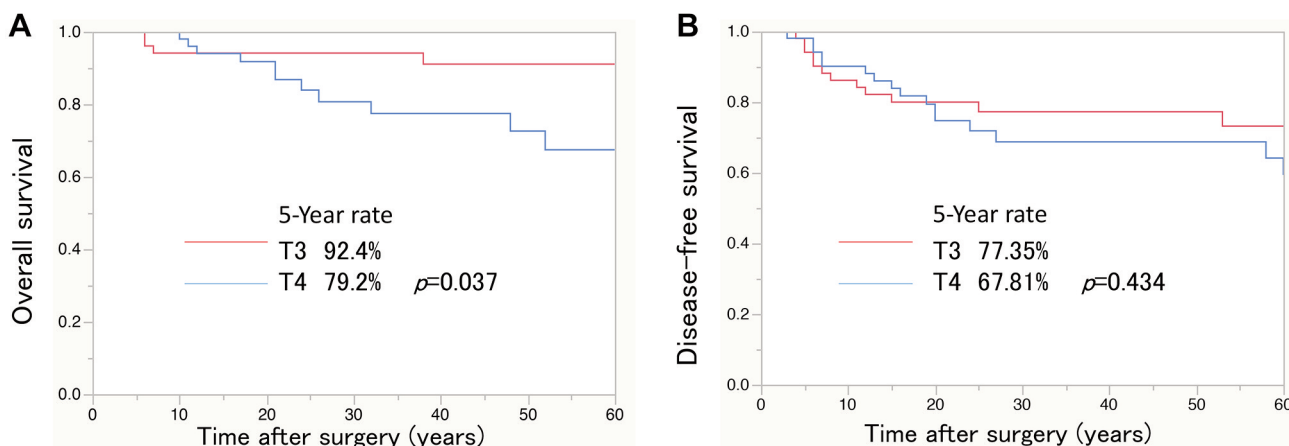 A
Overall survival
1.0
0.8
0.6
0.4
0.2
0.0
5-Year rate
T3 92.4%
T4 79.2% p=0.037
0 10 20 30 40 50 60
Time after surgery (years)
B
Disease-free survival
1.0
0.8
0.6
0.4
0.2
0.0
5-Year rate
T3 77.35%
T4 67.81% p=0.434
0 10 20 30 40 50 60
Time after surgery (years)